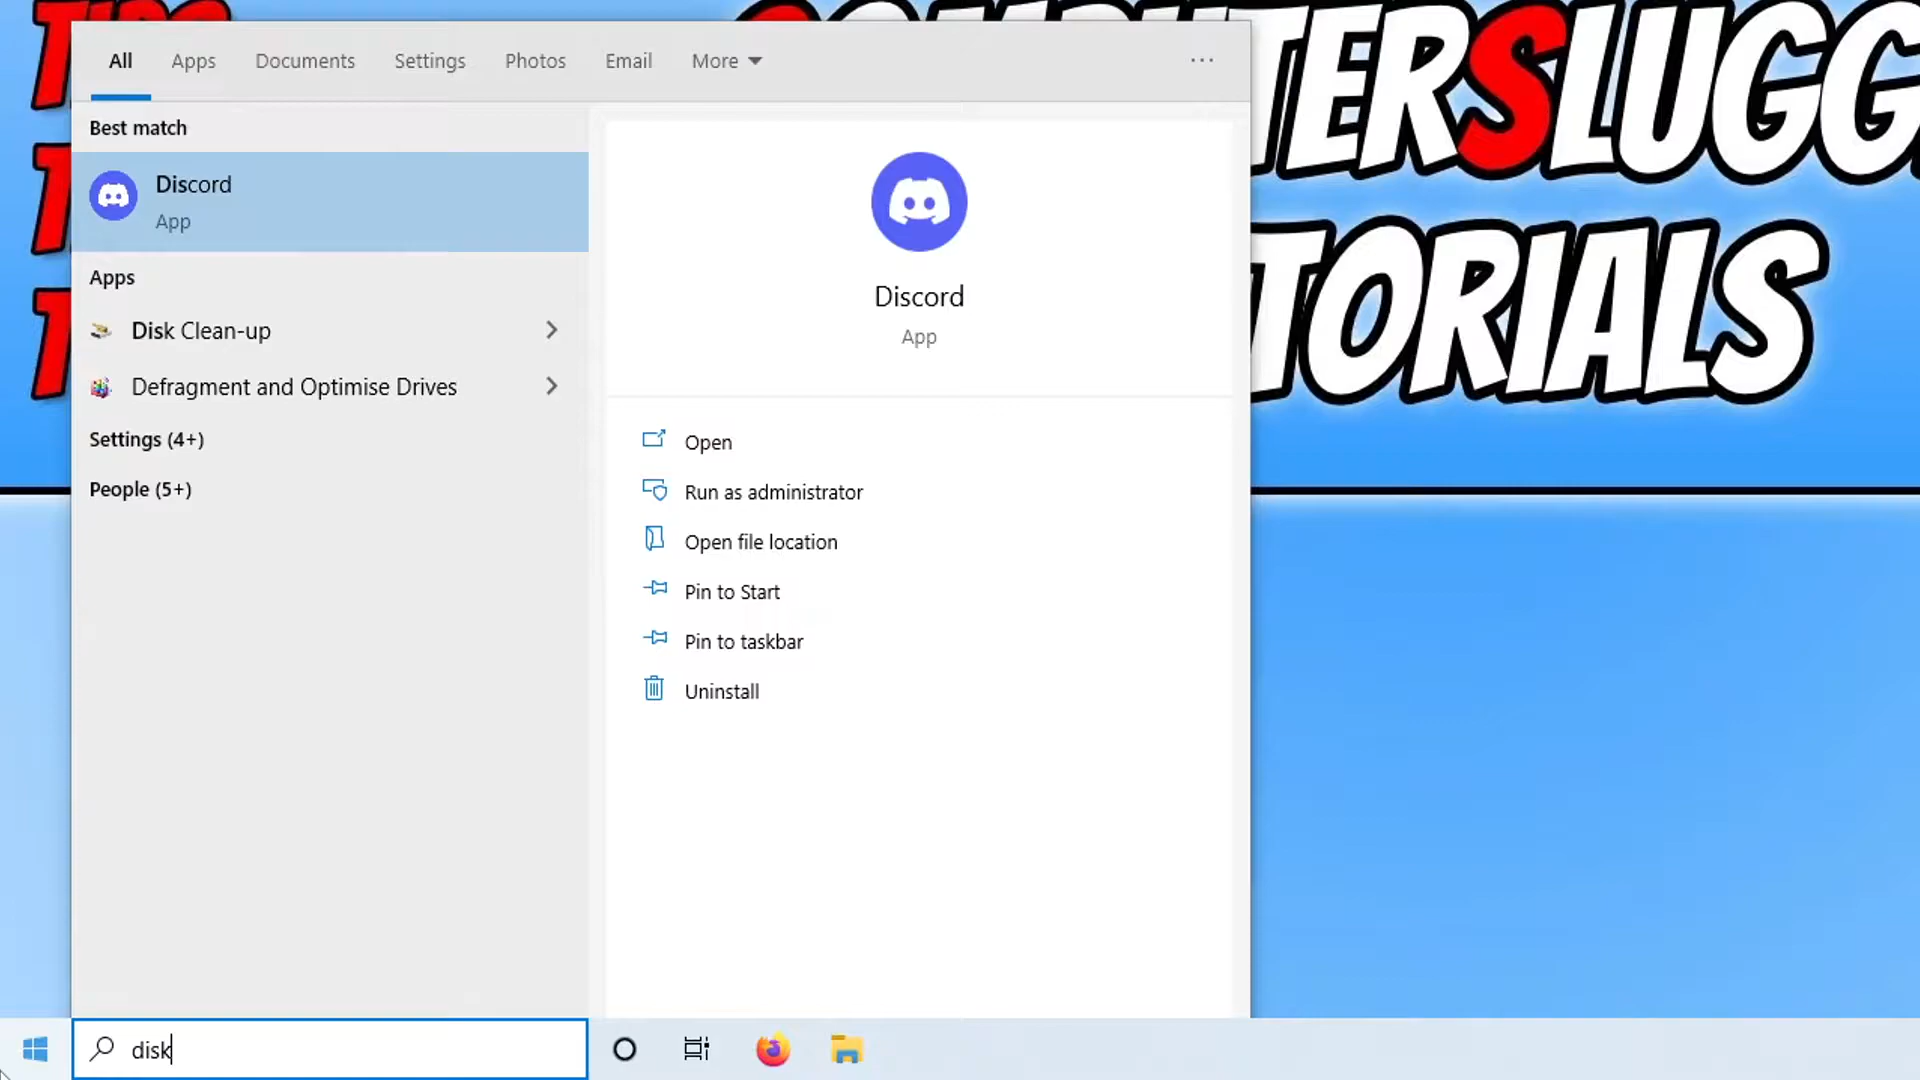 All Apps Documents Settings Photos Email More ...
Best match
Discord
App
Apps
Disk Clean-up
Defragment and Optimise Drives
Settings (4+)
People (5+)
Discord
App
Open
Run as administrator
Open file location
Pin to Start
Pin to taskbar
Uninstall
TERSLUGG
TORIALS
disk